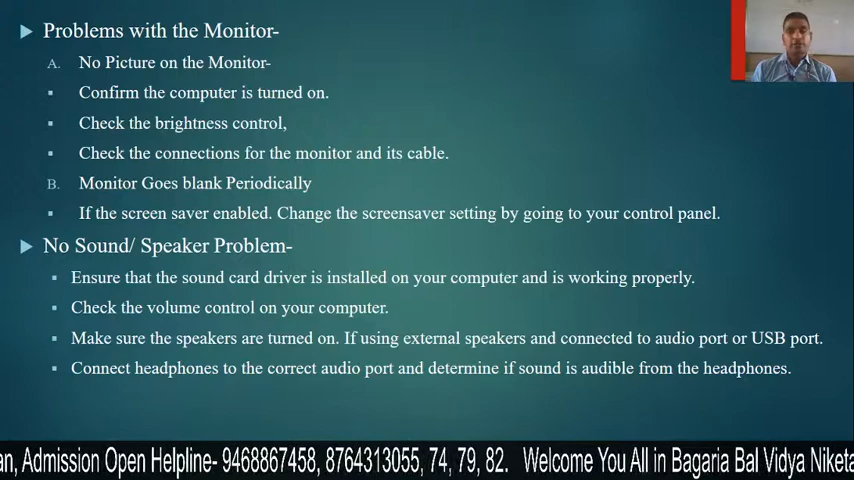 Problems with the Monitor-
A. No Picture on the Monitor-
Confirm the computer is turned on.
Check the brightness control,
Check the connections for the monitor and its cable.
B. Monitor Goes blank Periodically
If the screen saver enabled. Change the screensaver setting by going to your control panel.
No Sound/ Speaker Problem-
Ensure that the sound card driver is installed on your computer and is working properly.
Check the volume control on your computer.
Make sure the speakers are turned on. If using external speakers and connected to audio port or USB port.
Connect headphones to the correct audio port and determine if sound is audible from the headphones.
an, Admission Open Helpline- 9468867458, 8764313055, 74, 79, 82. Welcome You All in Bagaria Bal Vidya Niketa